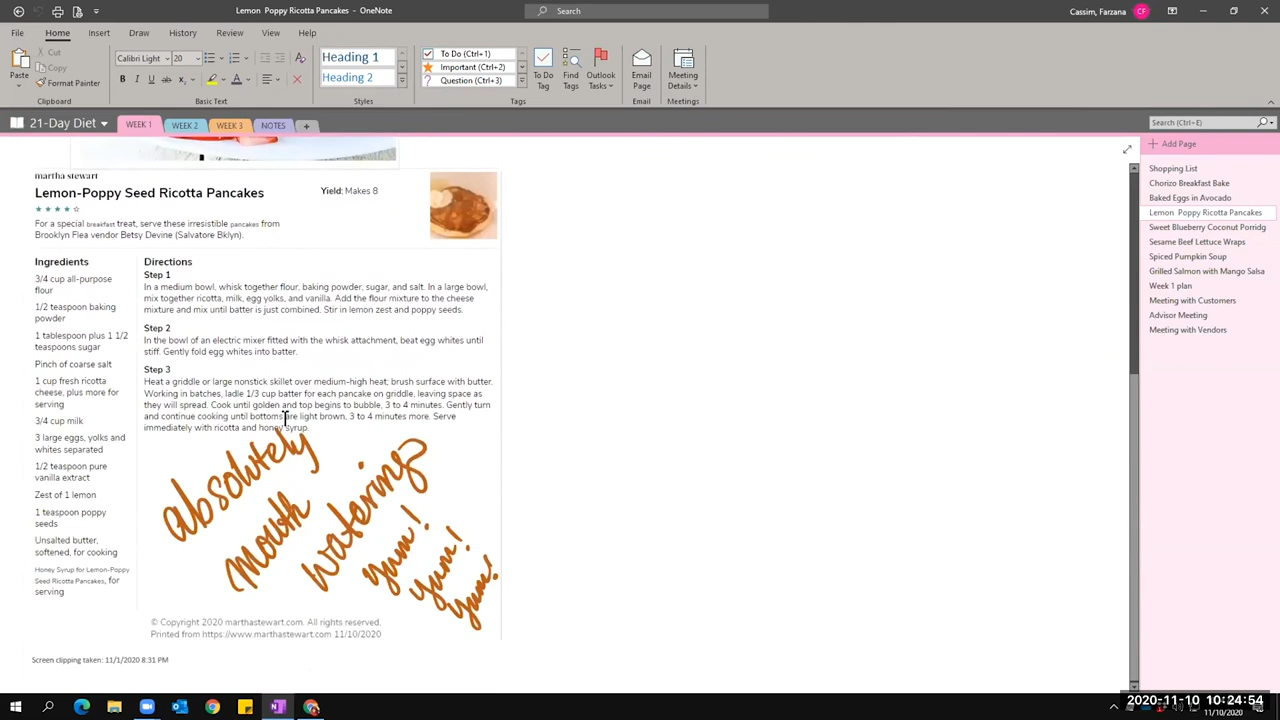 Lemon  Poppy Ricotta Pancakes - OneNote
Search
Cassim, Farzana
CF
File
Home
Insert
Draw
History
Review
View
Help
Paste
Cut
Copy
Format Painter
Clipboard
Calibri Light
20
Basic Text
Heading 1
Heading 2
Styles
To Do (Ctrl+1)
Important (Ctrl+2)
Question (Ctrl+3)
Tags
To Do
Tag
Find
Tags
Outlook
Tasks
Email
Page
Email
Meeting
Details
Meetings
21-Day Diet
WEEK 1
WEEK 2
WEEK 3
NOTES
Search (Ctrl+E)
martha stewart
Lemon-Poppy Seed Ricotta Pancakes
Yield: Makes 8
For a special breakfast treat, serve these irresistible pancakes from
Brooklyn Flea vendor Betsy Devine (Salvatore Bklyn).
Ingredients
3/4 cup all-purpose
flour
1/2 teaspoon baking
powder
1 tablespoon plus 1 1/2
teaspoons sugar
Pinch of coarse salt
1 cup fresh ricotta
cheese, plus more for
serving
3/4 cup milk
3 large eggs, yolks and
whites separated
1/2 teaspoon pure
vanilla extract
Zest of 1 lemon
1 teaspoon poppy
seeds
Unsalted butter,
softened, for cooking
Honey Syrup for Lemon-Poppy
Seed Ricotta Pancakes, for
serving
Directions
Step 1
In a medium bowl, whisk together flour, baking powder, sugar, and salt. In a large bowl,
mix together ricotta, milk, egg yolks, and vanilla. Add the flour mixture to the cheese
mixture and mix until batter is just combined. Stir in lemon zest and poppy seeds.
Step 2
In the bowl of an electric mixer fitted with the whisk attachment, beat egg whites until
stiff. Gently fold egg whites into batter.
Step 3
Heat a griddle or large nonstick skillet over medium-high heat; brush surface with butter.
Working in batches, ladle 1/3 cup batter for each pancake on griddle, leaving space as
they will spread. Cook until golden and top begins to bubble, 3 to 4 minutes. Gently turn
and continue cooking until bottoms are light brown, 3 to 4 minutes more. Serve
immediately with ricotta and honey syrup.
absolutely
mouth
watering
yum!
yum!
yum!
© Copyright 2020 marthastewart.com. All rights reserved.
Printed from https://www.marthastewart.com 11/10/2020
Screen clipping taken: 11/1/2020 8:31 PM
Add Page
Shopping List
Chorizo Breakfast Bake
Baked Eggs in Avocado
Lemon  Poppy Ricotta Pancakes
Sweet Blueberry Coconut Porridg
Sesame Beef Lettuce Wraps
Spiced Pumpkin Soup
Grilled Salmon with Mango Salsa
Week 1 plan
Meeting with Customers
Advisor Meeting
Meeting with Vendors
2020-11-10 10:24:54
11/10/2020